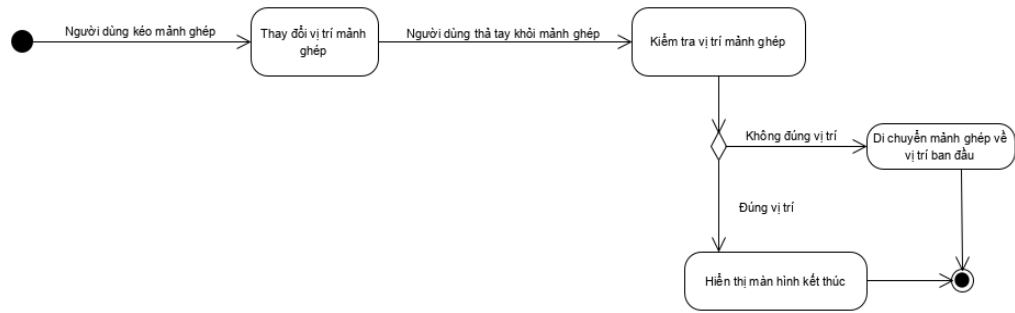 Người dùng kéo mảnh ghép
Thay đổi vị trí mảnh
ghép
Người dùng thả tay khỏi mảnh ghép
Kiểm tra vị trí mảnh ghép
Không đúng vị trí
Di chuyển mảnh ghép về
vị trí ban đầu
Đúng vị trí
Hiển thị màn hình kết thúc